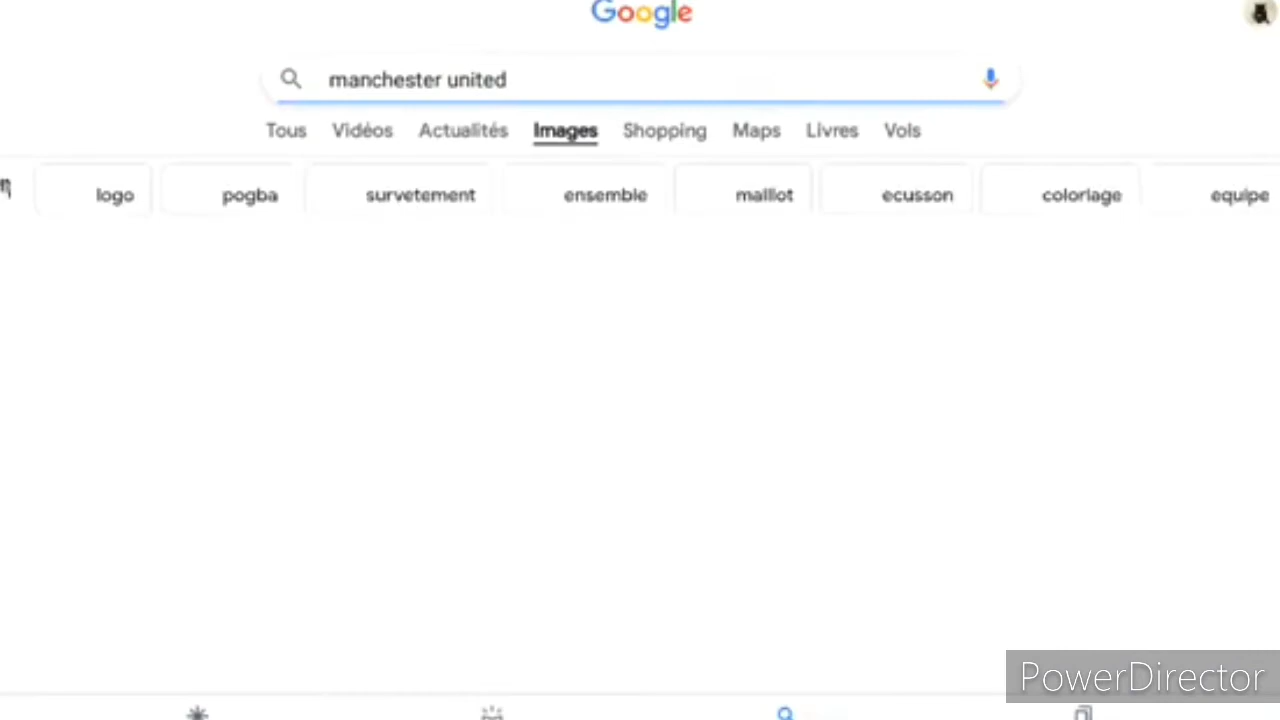 Google
manchester united
Tous Vidéos Actualités Images Shopping Maps Livres Vols
logo pogba survetement ensemble maillot ecusson coloriage equipe
PowerDirector